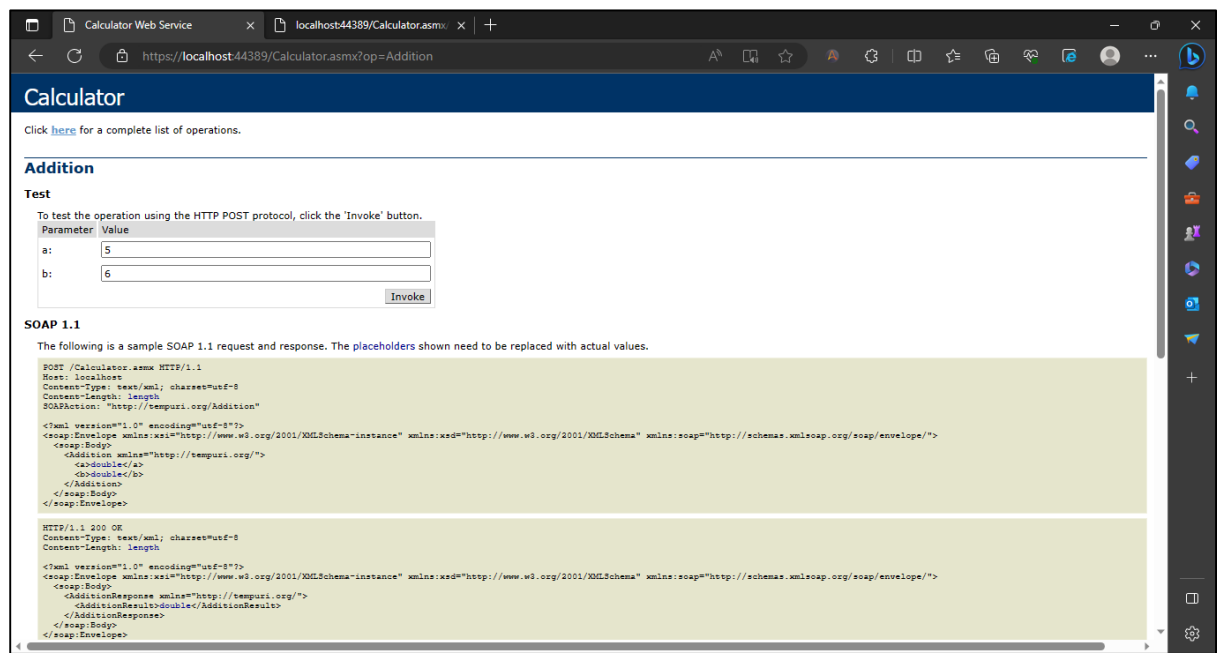 Calculator Web Service
localhost:44389/Calculator.asmx/
https://localhost:44389/Calculator.asmx?op=Addition
Calculator
Click here for a complete list of operations.
Addition
Test
To test the operation using the HTTP POST protocol, click the 'Invoke' button.
Parameter Value
a: 5
b: 6
Invoke
SOAP 1.1
The following is a sample SOAP 1.1 request and response. The placeholders shown need to be replaced with actual values.
POST /Calculator.asmx HTTP/1.1
Host: localhost
Content-Type: text/xml; charset=utf-8
Content-Length: length
SOAPAction: "http://tempuri.org/Addition"
<?xml version="1.0" encoding="utf-8"?>
<soap:Envelope xmlns:xsi="http://www.w3.org/2001/XMLSchema-instance" xmlns:xsd="http://www.w3.org/2001/XMLSchema" xmlns:soap="http://schemas.xmlsoap.org/soap/envelope/">
<soap:Body>
<Addition xmlns="http://tempuri.org/">
<a>double</a>
<b>double</b>
</Addition>
</soap:Body>
</soap:Envelope>
HTTP/1.1 200 OK
Content-Type: text/xml; charset=utf-8
Content-Length: length
<?xml version="1.0" encoding="utf-8"?>
<soap:Envelope xmlns:xsi="http://www.w3.org/2001/XMLSchema-instance" xmlns:xsd="http://www.w3.org/2001/XMLSchema" xmlns:soap="http://schemas.xmlsoap.org/soap/envelope/">
<soap:Body>
<AdditionResponse xmlns="http://tempuri.org/">
<AdditionResult>double</AdditionResult>
</AdditionResponse>
</soap:Body>
</soap:Envelope>